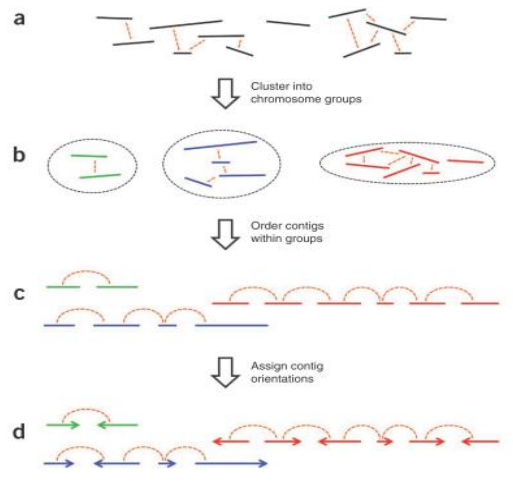 a
Cluster into
chromosome groups
b
Order contigs
within groups
c
Assign contig
orientations
d